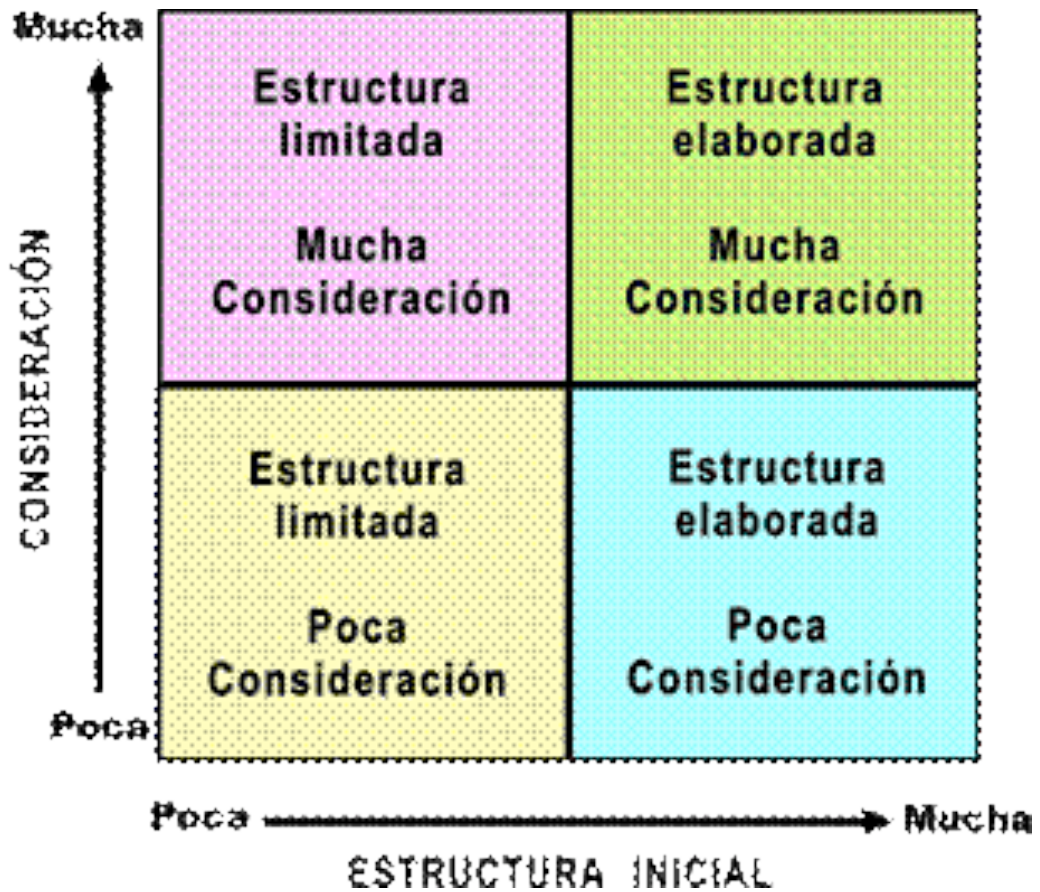 Mucha
Estructura
limitada
Mucha
Consideración
Estructura
elaborada
Mucha
Consideración
CONSIDERACIÓN
Estructura
limitada
Poca
Consideración
Estructura
elaborada
Poca
Consideración
Poca
Poca
Mucha
ESTRUCTURA INICIAL